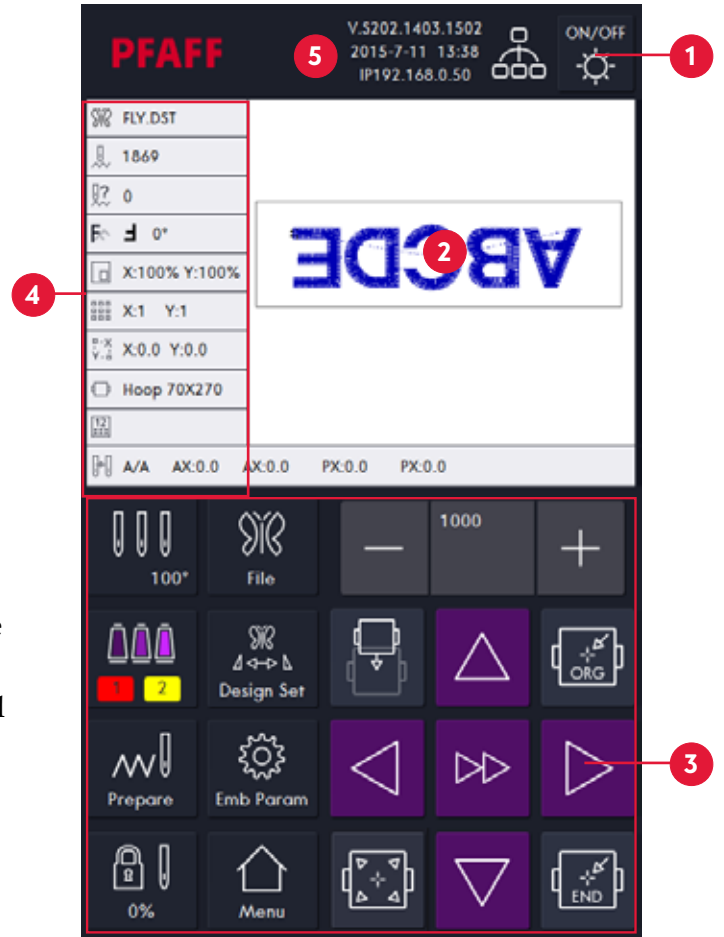 PFAFF
5
V.S202.1403.1502
2015-7-11 13:38
IP192.168.0.50
ON/OFF
1
FLY.DST
1869
0
F 0°
X:100% Y:100%
X:1 Y:1
X:0.0 Y:0.0
Hoop 70X270
12
A/A AX:0.0 AX:0.0 PX:0.0 PX:0.0
ABCDE
2
4
100°
File
1000
1 2
Design Set
ORG
Prepare
Emb Param
3
0%
Menu
END